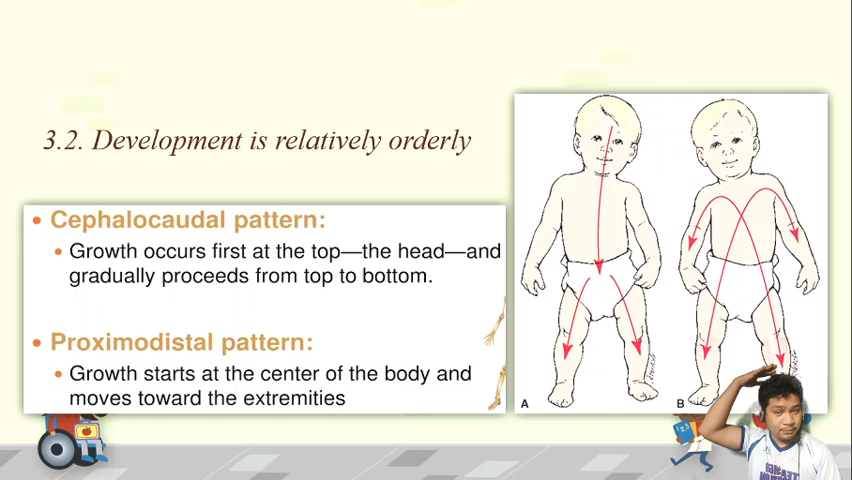 3.2. Development is relatively orderly
• Cephalocaudal pattern:
• Growth occurs first at the top—the head—and
gradually proceeds from top to bottom.
• Proximodistal pattern:
• Growth starts at the center of the body and
moves toward the extremities
A
B
123